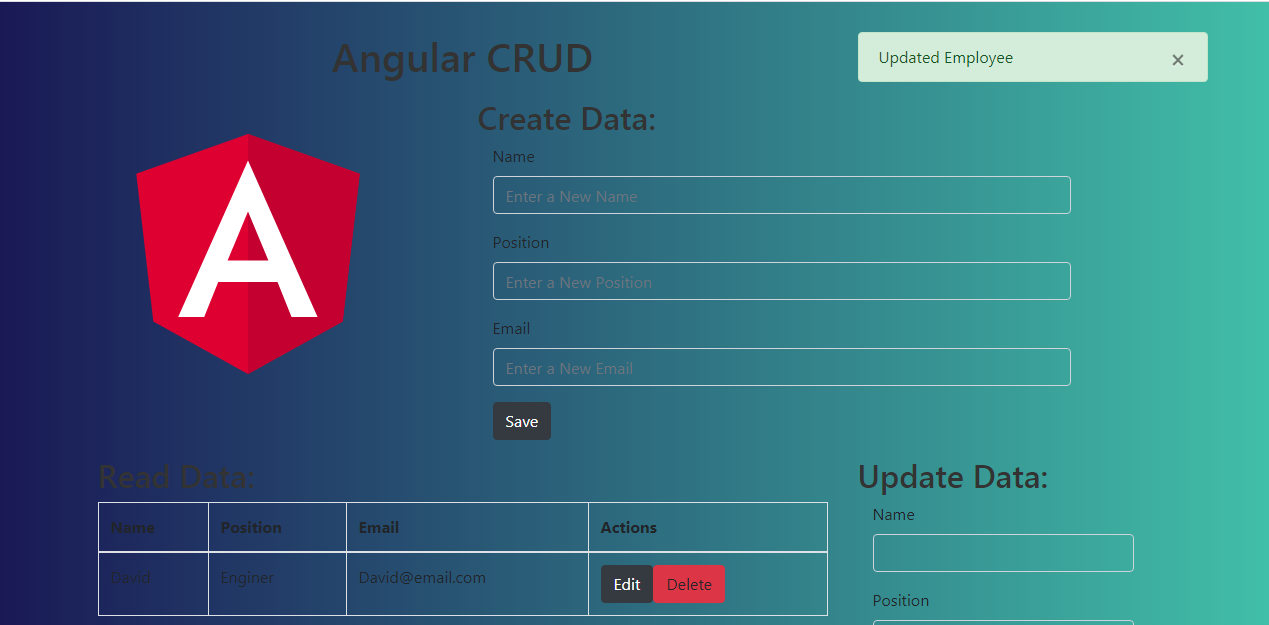 Angular CRUD
Updated Employee ×
Create Data:
Name
Enter a New Name
Position
Enter a New Position
Email
Enter a New Email
Save
Read Data:
Name Position Email Actions
David Enginer David@email.com Edit Delete
Update Data:
Name
Position